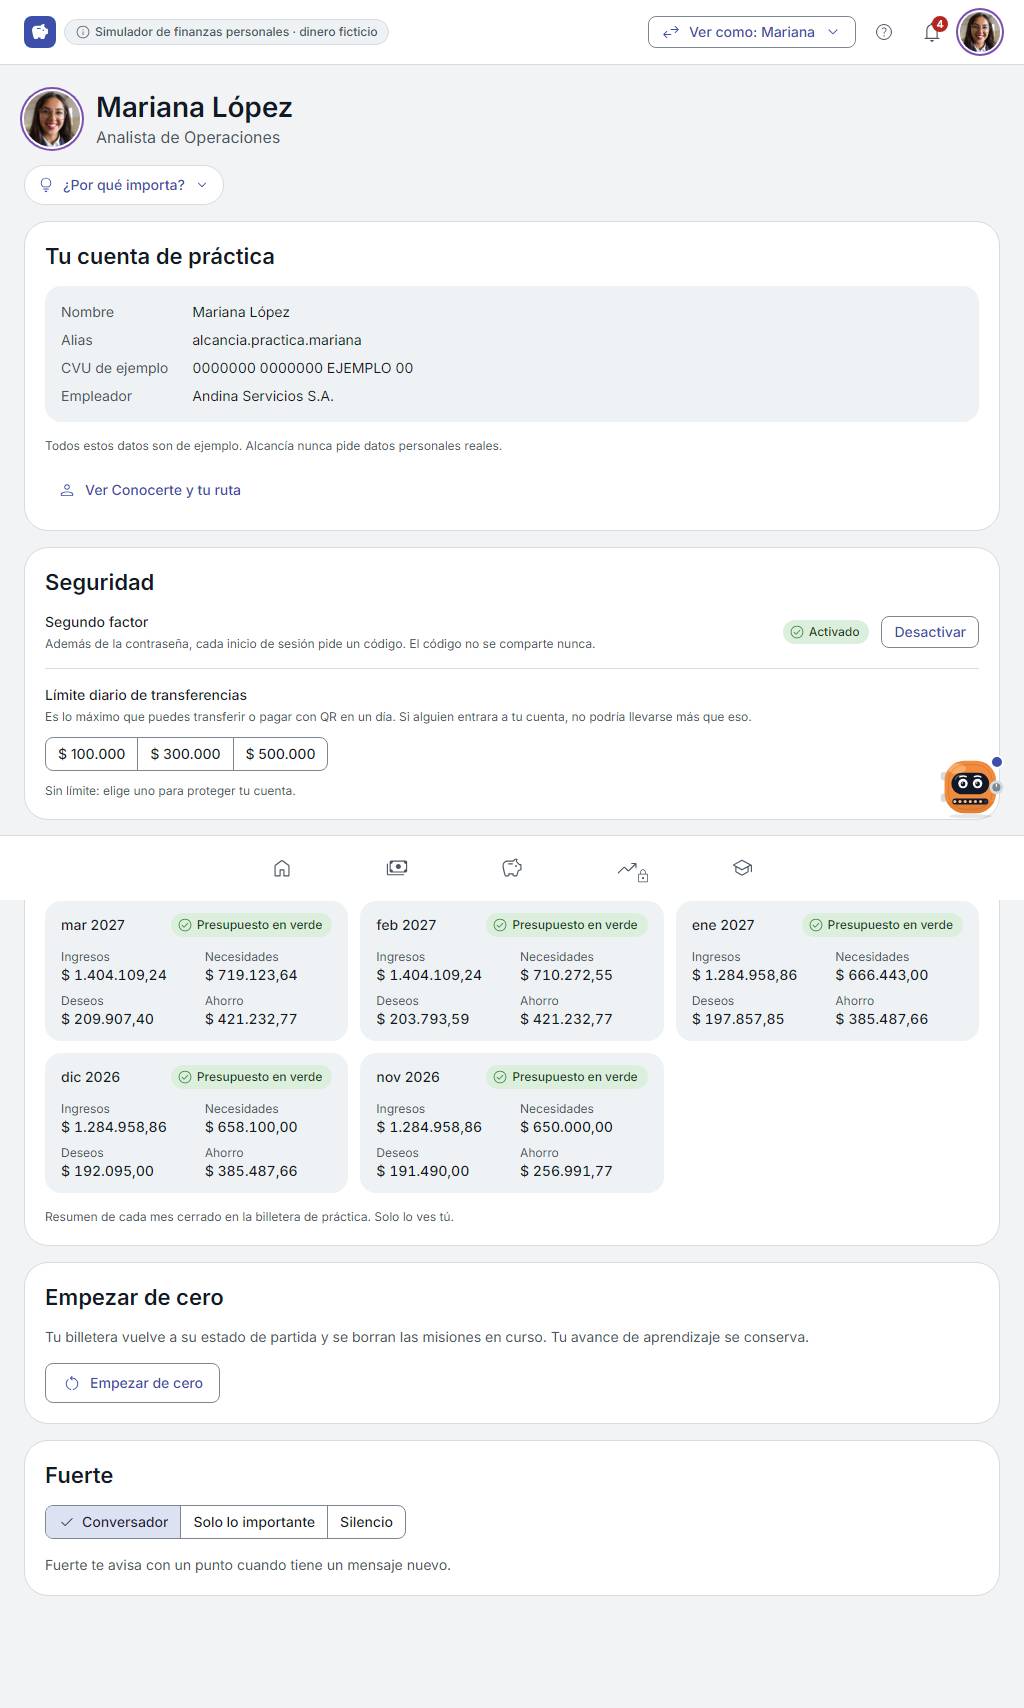 Simulador de finanzas personales · dinero ficticio
Ver como: Mariana
4
Mariana López
Analista de Operaciones
¿Por qué importa?
Tu cuenta de práctica
Nombre Mariana López
Alias alcancia.practica.mariana
CVU de ejemplo 0000000 0000000 EJEMPLO 00
Empleador Andina Servicios S.A.
Todos estos datos son de ejemplo. Alcancía nunca pide datos personales reales.
Ver Conocerte y tu ruta
Seguridad
Segundo factor
Además de la contraseña, cada inicio de sesión pide un código. El código no se comparte nunca.
Activado
Desactivar
Límite diario de transferencias
Es lo máximo que puedes transferir o pagar con QR en un día. Si alguien entrara a tu cuenta, no podría llevarse más que eso.
$ 100.000 $ 300.000 $ 500.000
Sin límite: elige uno para proteger tu cuenta.
mar 2027 Presupuesto en verde
Ingresos Necesidades
$ 1.404.109,24 $ 719.123,64
Deseos Ahorro
$ 209.907,40 $ 421.232,77
feb 2027 Presupuesto en verde
Ingresos Necesidades
$ 1.404.109,24 $ 710.272,55
Deseos Ahorro
$ 203.793,59 $ 421.232,77
ene 2027 Presupuesto en verde
Ingresos Necesidades
$ 1.284.958,86 $ 666.443,00
Deseos Ahorro
$ 197.857,85 $ 385.487,66
dic 2026 Presupuesto en verde
Ingresos Necesidades
$ 1.284.958,86 $ 658.100,00
Deseos Ahorro
$ 192.095,00 $ 385.487,66
nov 2026 Presupuesto en verde
Ingresos Necesidades
$ 1.284.958,86 $ 650.000,00
Deseos Ahorro
$ 191.490,00 $ 256.991,77
Resumen de cada mes cerrado en la billetera de práctica. Solo lo ves tú.
Empezar de cero
Tu billetera vuelve a su estado de partida y se borran las misiones en curso. Tu avance de aprendizaje se conserva.
Empezar de cero
Fuerte
Conversador Solo lo importante Silencio
Fuerte te avisa con un punto cuando tiene un mensaje nuevo.